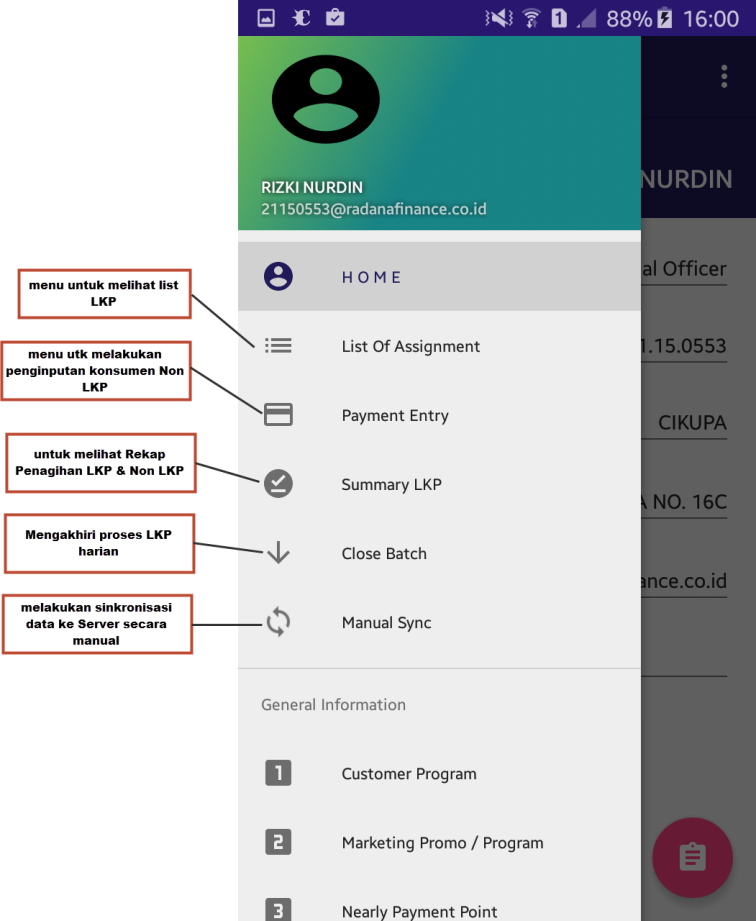 88% 16:00
NURDIN
RIZKI NURDIN
21150553@radanafinance.co.id
al Officer
menu untuk melihat list
LKP
HOME
List Of Assignment
1.15.0553
menu utk melakukan
penginputan konsumen Non
LKP
Payment Entry
CIKUPA
untuk melihat Rekap
Penagihan LKP & Non LKP
Summary LKP
A NO. 16C
Mengakhiri proses LKP
harian
Close Batch
ance.co.id
melakukan sinkronisasi
data ke Server secara
manual
Manual Sync
General Information
1 Customer Program
2 Marketing Promo / Program
3 Nearly Payment Point